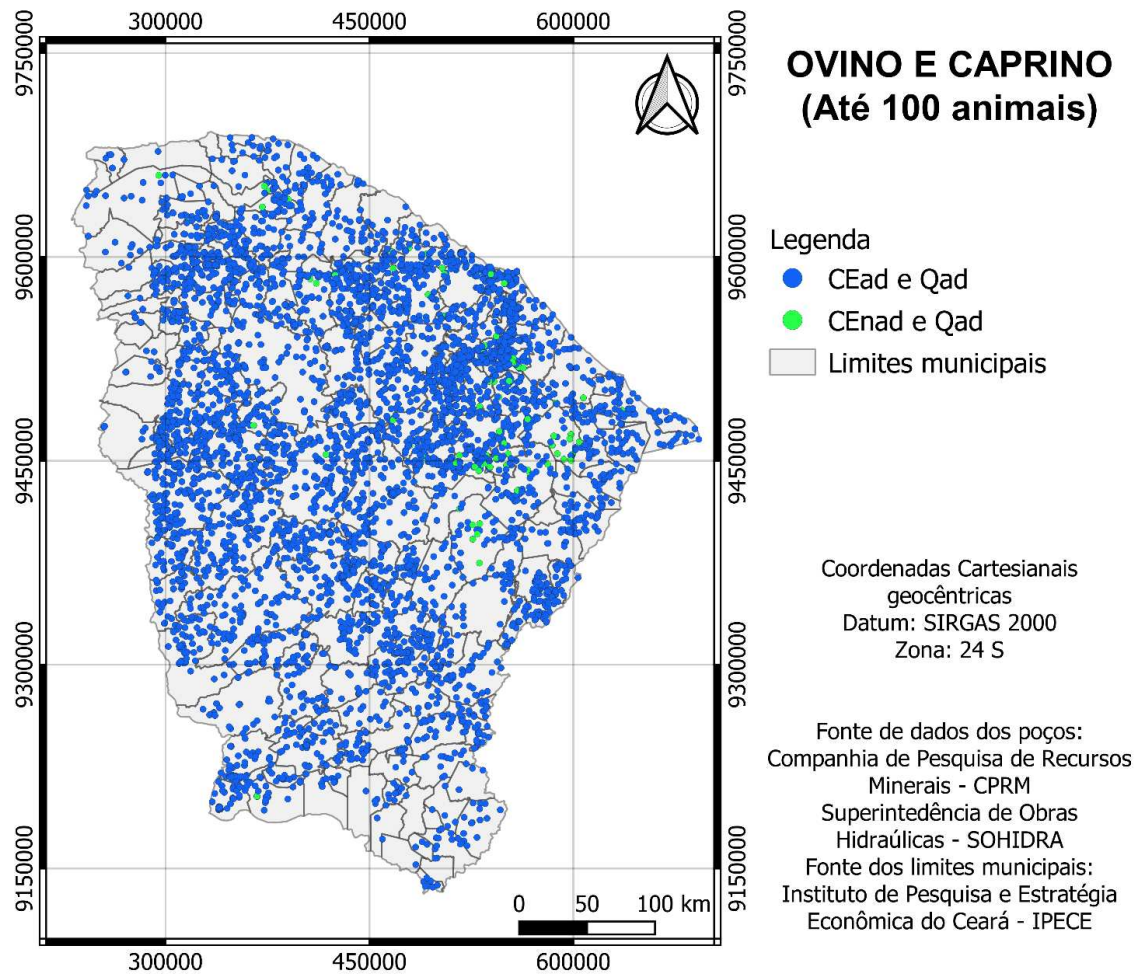 300000 450000 600000
9750000 9750000
OVINO E CAPRINO
(Até 100 animais)
Legenda
9600000 9600000
CEad e Qad
CEnad e Qad
Limites municipais
9450000 9450000
Coordenadas Cartesianais
geocêntricas
Datum: SIRGAS 2000
Zona: 24 S
9300000 9300000
Fonte de dados dos poços:
Companhia de Pesquisa de Recursos
Minerais - CPRM
Superintedência de Obras
Hidraúlicas - SOHIDRA
Fonte dos limites municipais:
Instituto de Pesquisa e Estratégia
Econômica do Ceará - IPECE
9150000 9150000
0 50 100 km
300000 450000 600000